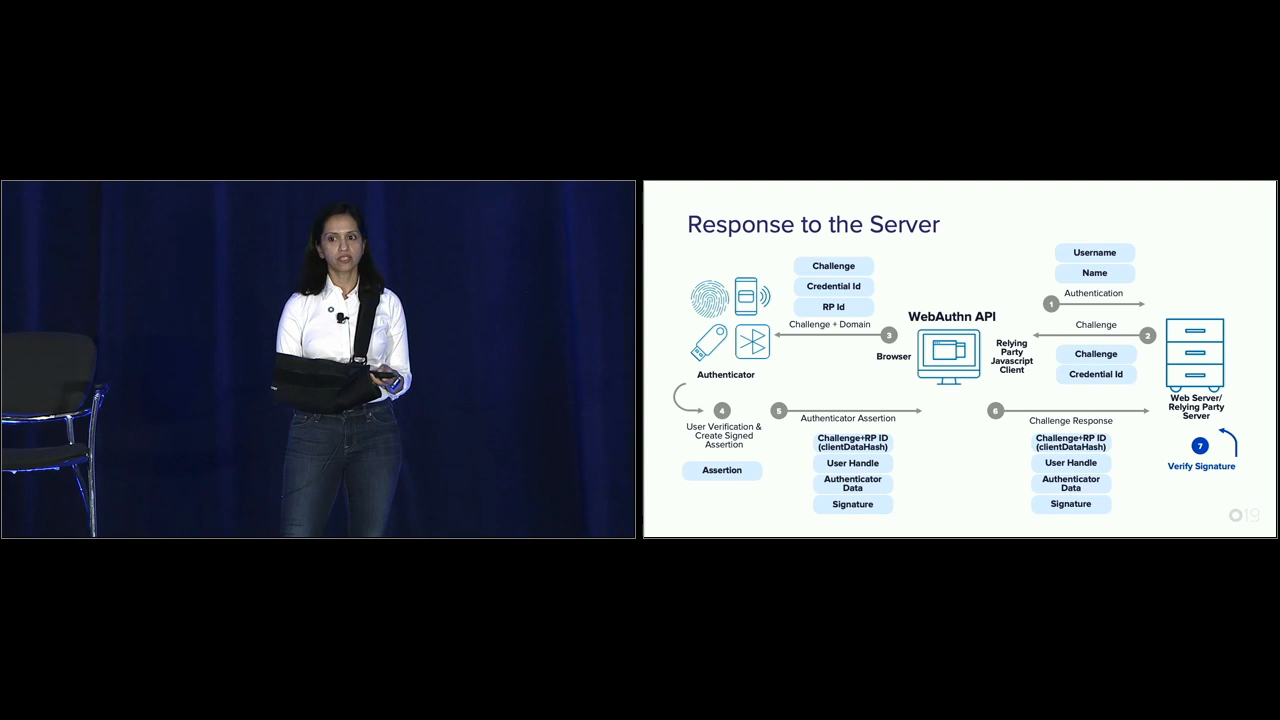 Response to the Server
Username
Name
Authentication
1
Challenge
Credential Id
RP Id
Challenge + Domain
3
WebAuthn API
Browser
Relying
Party
Javascript
Client
Challenge
2
Challenge
Credential Id
Authenticator
Web Server/
Relying Party
Server
4
User Verification &
Create Signed
Assertion
Assertion
5
Authenticator Assertion
Challenge+RP ID
(clientDataHash)
User Handle
Authenticator
Data
Signature
6
Challenge Response
Challenge+RP ID
(clientDataHash)
User Handle
Authenticator
Data
Signature
7
Verify Signature
O19